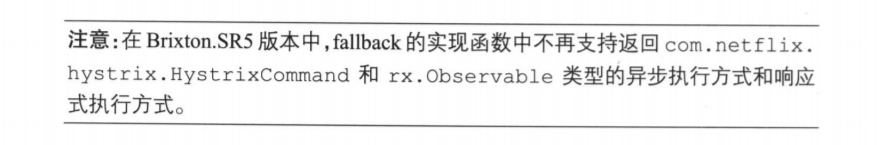 注意:在 Brixton.SR5 版本中,fallback 的实现函数中不再支持返回 com.netflix.
hystrix.HystrixCommand 和 rx.Observable 类型的异步执行方式和响应
式执行方式。